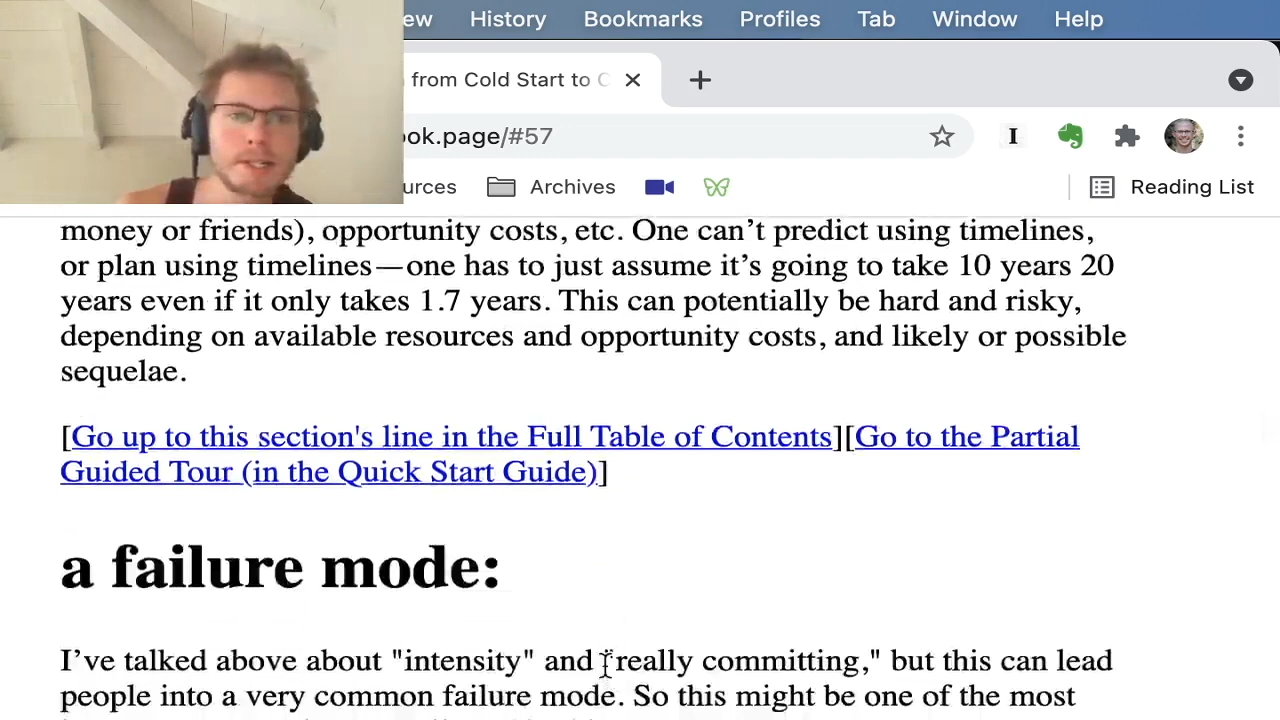 ew History Bookmarks Profiles Tab Window Help
from Cold Start to C
ook.page/#57
urces Archives Reading List
money or friends), opportunity costs, etc. One can’t predict using timelines,
or plan using timelines—one has to just assume it’s going to take 10 years 20
years even if it only takes 1.7 years. This can potentially be hard and risky,
depending on available resources and opportunity costs, and likely or possible
sequelae.
[Go up to this section's line in the Full Table of Contents][Go to the Partial
Guided Tour (in the Quick Start Guide)]
a failure mode:
I’ve talked above about "intensity" and "really committing," but this can lead
people into a very common failure mode. So this might be one of the most